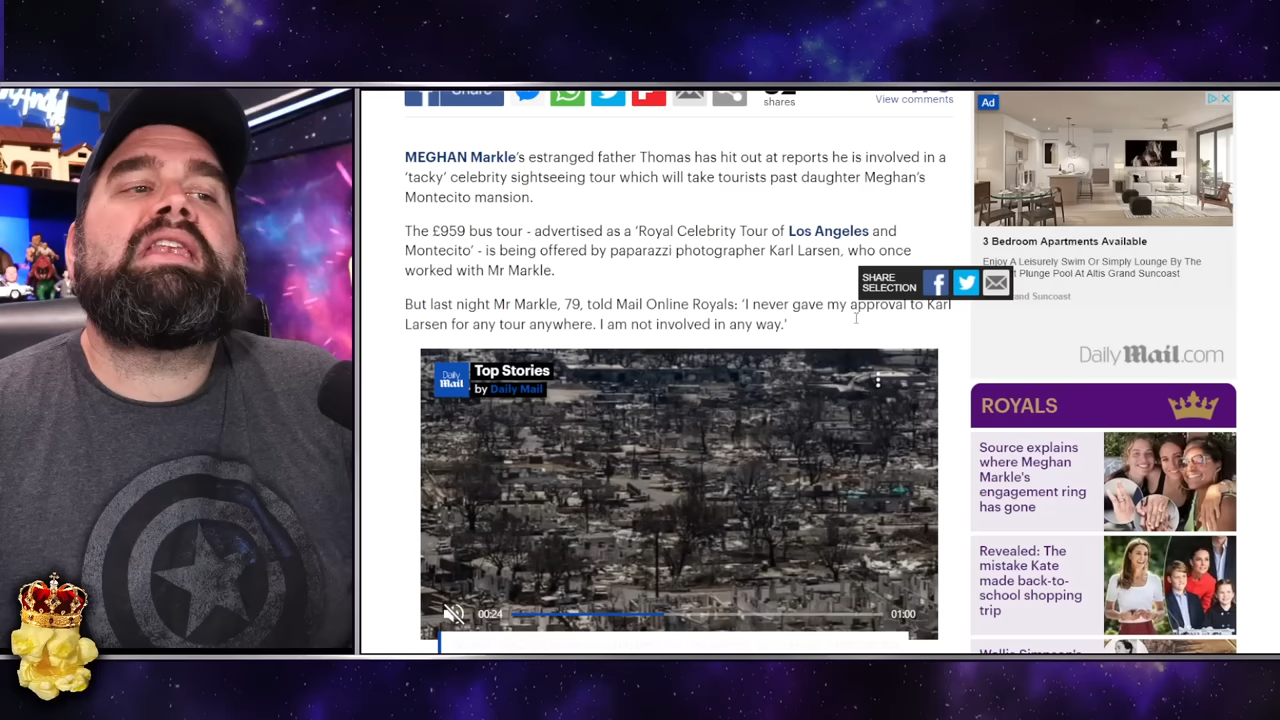 Share
shares
View comments
MEGHAN Markle's estranged father Thomas has hit out at reports he is involved in a
'tacky' celebrity sightseeing tour which will take tourists past daughter Meghan's
Montecito mansion.
The £959 bus tour - advertised as a 'Royal Celebrity Tour of Los Angeles and
Montecito' - is being offered by paparazzi photographer Karl Larsen, who once
worked with Mr Markle.
SHARE
SELECTION
But last night Mr Markle, 79, told Mail Online Royals: 'I never gave my approval to Karl
Larsen for any tour anywhere. I am not involved in any way.'
Daily
Mail
Top Stories
by Daily Mail
00:24
01:00
Ad
3 Bedroom Apartments Available
Enjoy A Leisurely Swim Or Simply Lounge By The
Plunge Pool At Altis Grand Suncoast
and Suncoast
Daily Mail.com
ROYALS
Source explains
where Meghan
Markle's
engagement ring
has gone
Revealed: The
mistake Kate
made back-to-
school shopping
trip